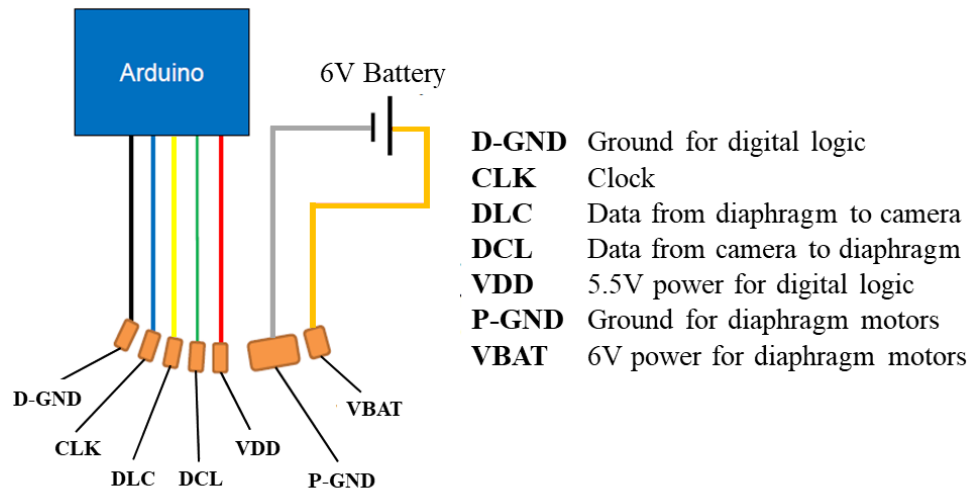 Arduino
6V Battery
D-GND Ground for digital logic
CLK Clock
DLC Data from diaphragm to camera
DCL Data from camera to diaphragm
VDD 5.5V power for digital logic
P-GND Ground for diaphragm motors
VBAT 6V power for diaphragm motors
D-GND
CLK
DLC
DCL
VDD
P-GND
VBAT